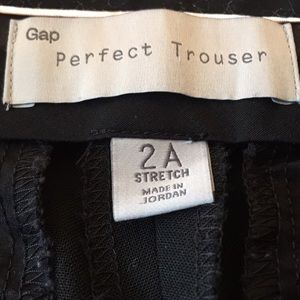 Gap
Perfect Trouser
2A
STRETCH
MADE IN
JORDAN